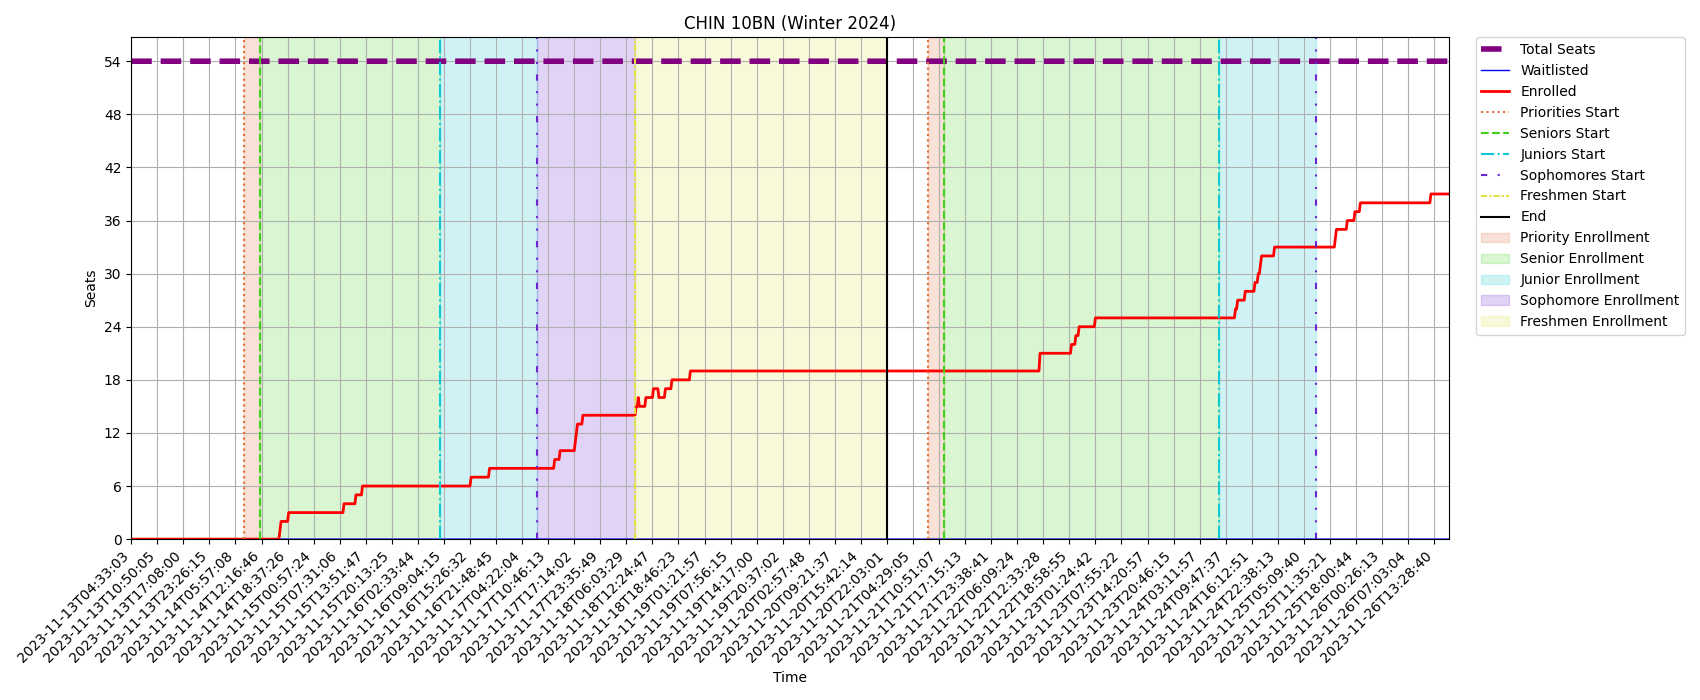 CHIN 10BN (Winter 2024)
Seats
54
48
42
36
30
24
18
12
6
0
2023-11-13T04:33:03
2023-11-13T10:50:05
2023-11-13T17:08:00
2023-11-13T23:26:15
2023-11-14T05:57:08
2023-11-14T12:16:46
2023-11-14T18:37:26
2023-11-15T00:57:24
2023-11-15T07:31:06
2023-11-15T13:51:47
2023-11-15T20:13:25
2023-11-16T02:33:44
2023-11-16T09:04:15
2023-11-16T15:26:32
2023-11-16T21:48:45
2023-11-17T04:22:04
2023-11-17T10:46:13
2023-11-17T17:14:02
2023-11-17T23:35:49
2023-11-18T06:03:29
2023-11-18T12:24:47
2023-11-18T18:46:23
2023-11-19T01:21:57
2023-11-19T07:56:15
2023-11-19T14:17:00
2023-11-19T20:37:02
2023-11-20T02:57:48
2023-11-20T09:21:37
2023-11-20T15:42:14
2023-11-20T22:03:01
2023-11-21T04:29:05
2023-11-21T10:51:07
2023-11-21T17:15:13
2023-11-21T23:38:41
2023-11-22T06:09:24
2023-11-22T12:33:28
2023-11-22T18:58:55
2023-11-23T01:24:42
2023-11-23T07:55:22
2023-11-23T14:20:57
2023-11-23T20:46:15
2023-11-24T03:11:57
2023-11-24T09:47:37
2023-11-24T16:12:51
2023-11-24T22:38:13
2023-11-25T05:09:40
2023-11-25T11:35:21
2023-11-25T18:00:44
2023-11-26T00:26:13
2023-11-26T07:03:04
2023-11-26T13:28:40
Time
Total Seats
Waitlisted
Enrolled
Priorities Start
Seniors Start
Juniors Start
Sophomores Start
Freshmen Start
End
Priority Enrollment
Senior Enrollment
Junior Enrollment
Sophomore Enrollment
Freshmen Enrollment